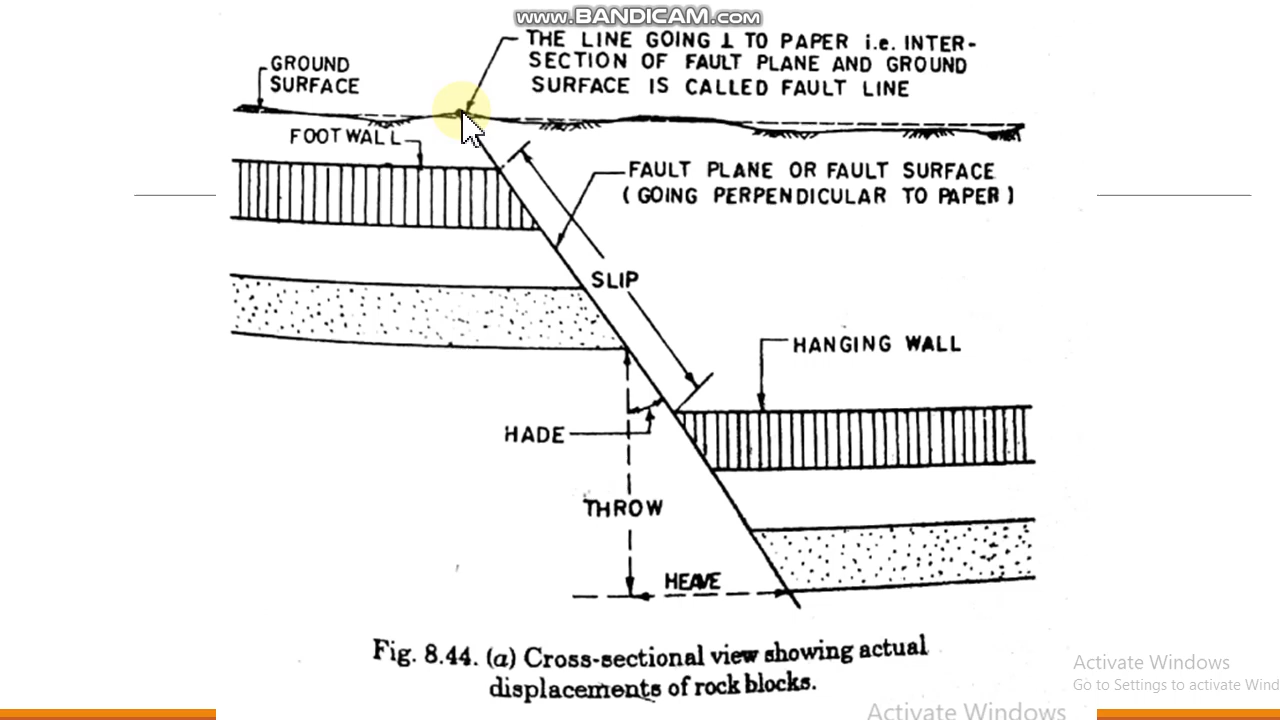 www.BANDICAM.com
THE LINE GOING ⊥ TO PAPER i.e. INTER-
SECTION OF FAULT PLANE AND GROUND
SURFACE IS CALLED FAULT LINE
GROUND
SURFACE
FOOT WALL
FAULT PLANE OR FAULT SURFACE
(GOING PERPENDICULAR TO PAPER)
SLIP
HANGING WALL
HADE
THROW
HEAVE
Fig. 8.44. (a) Cross-sectional view showing actual
displacements of rock blocks.
Activate Windows
Go to Settings to activate Wind
Activate Windows